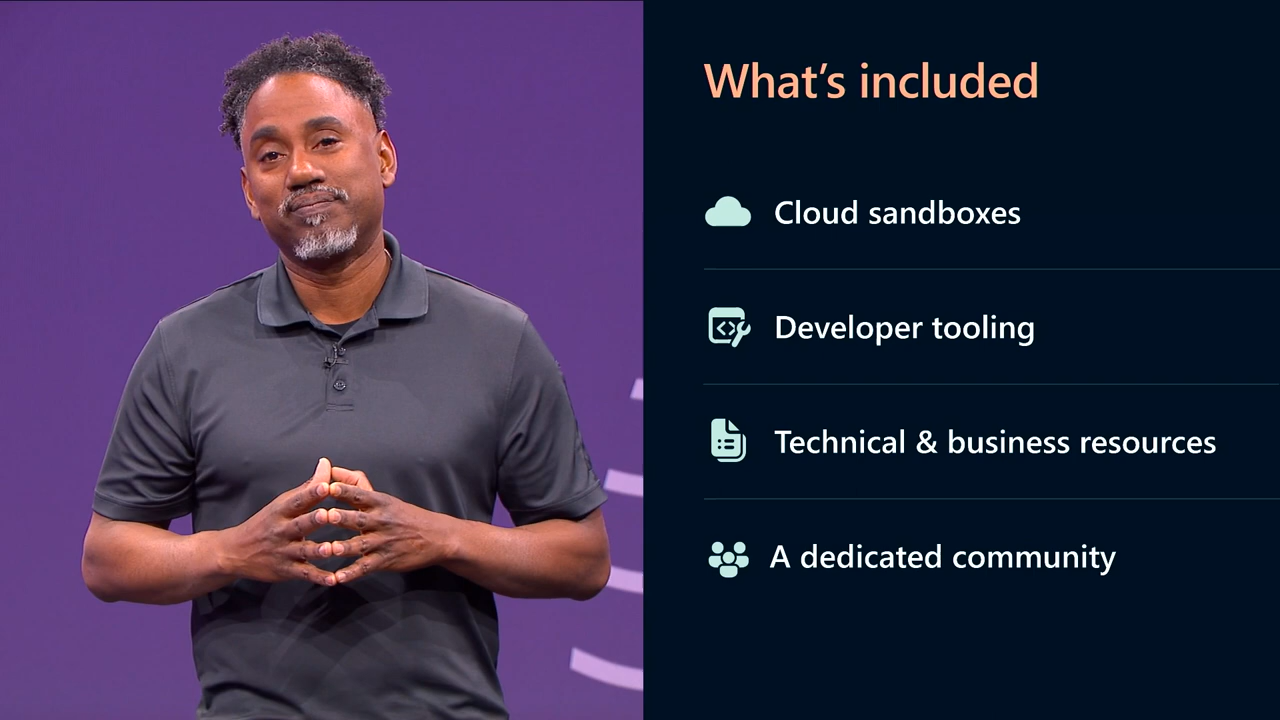 What’s included
Cloud sandboxes
Developer tooling
Technical & business resources
A dedicated community